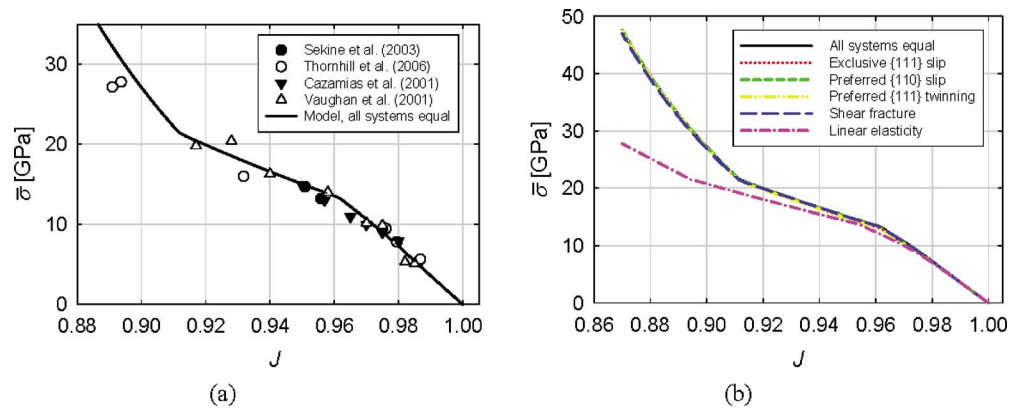 σ̅ [GPa]
30
20
10
0
0.88
0.90
0.92
0.94
0.96
0.98
1.00
J
Sekine et al. (2003)
Thornhill et al. (2006)
Cazamias et al. (2001)
Vaughan et al. (2001)
Model, all systems equal
(a)
σ̅ [GPa]
50
40
30
20
10
0
0.86
0.88
0.90
0.92
0.94
0.96
0.98
1.00
J
All systems equal
Exclusive {111} slip
Preferred {110} slip
Preferred {111} twinning
Shear fracture
Linear elasticity
(b)